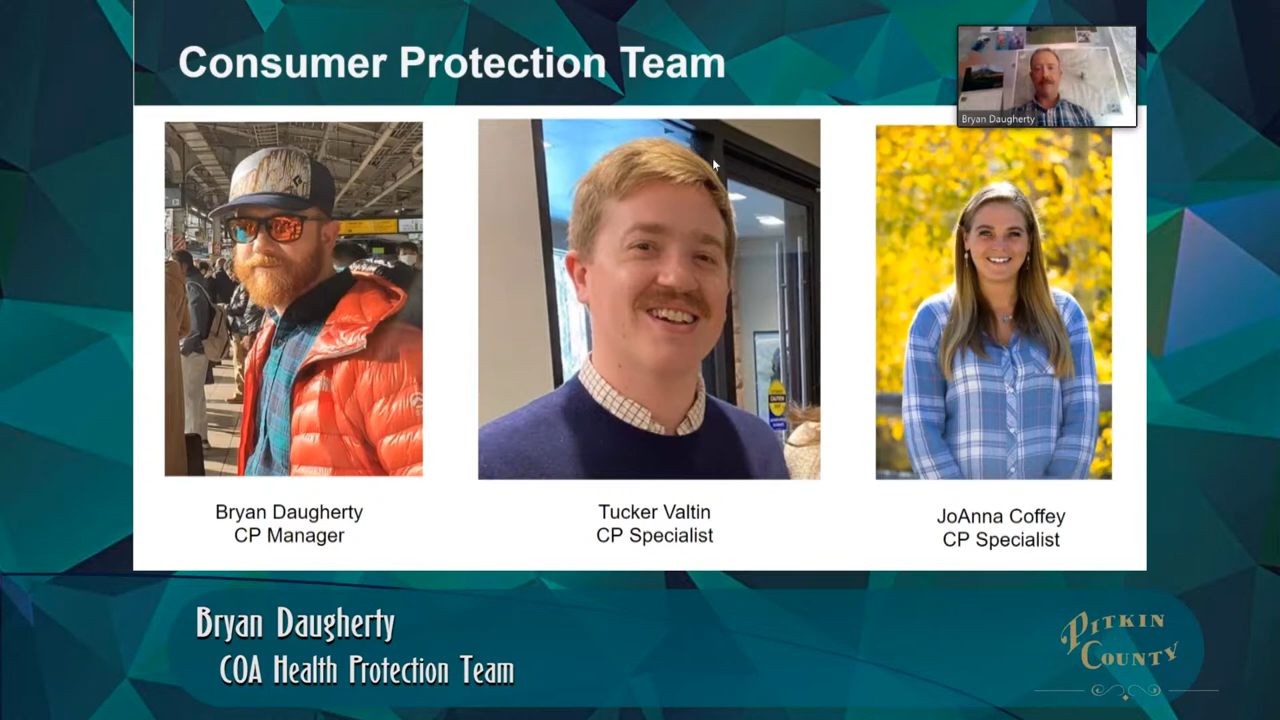 Consumer Protection Team
Bryan Daugherty
Bryan Daugherty
CP Manager
Tucker Valtin
CP Specialist
JoAnna Coffey
CP Specialist
Bryan Daugherty
COA Health Protection Team
PITKIN
COUNTY